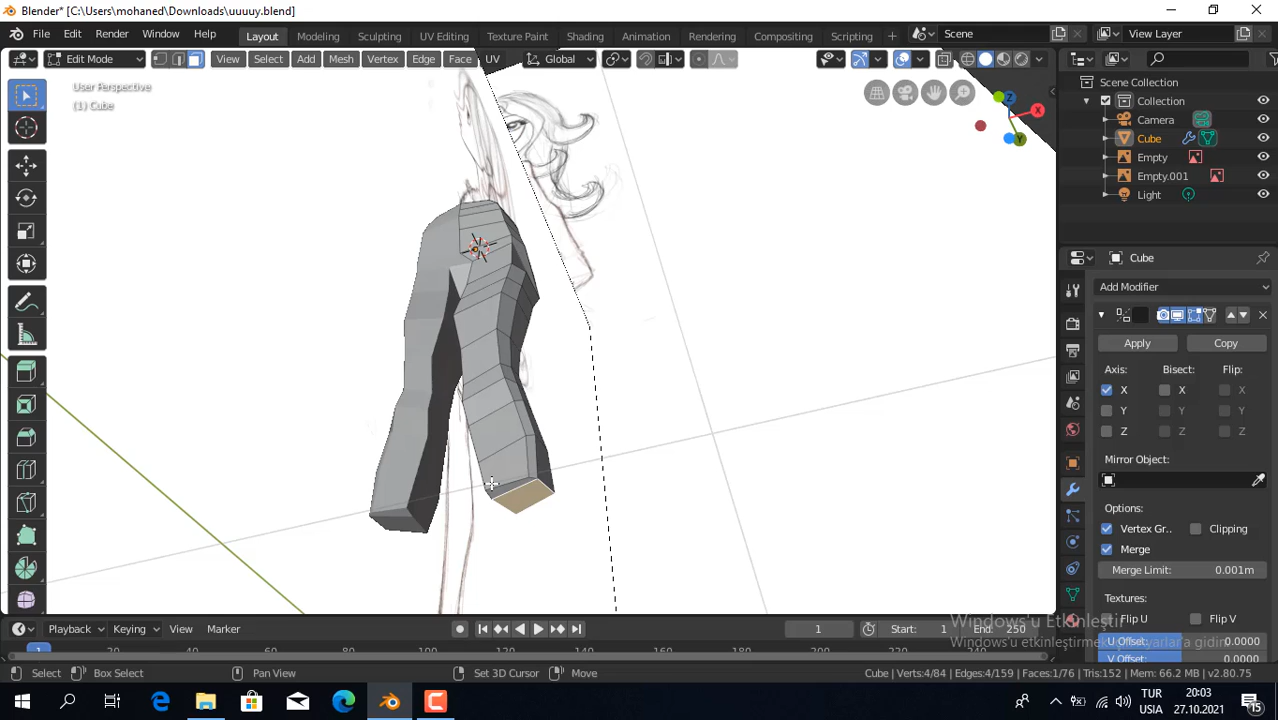 Blender* [C:\Users\mohaned\Downloads\uuuuy.blend]
File Edit Render Window Help Layout Modeling Sculpting UV Editing Texture Paint Shading Animation Rendering Compositing Scripting + Scene View Layer
Edit Mode View Select Add Mesh Vertex Edge Face UV Global
User Perspective
(1) Cube
X
Y
Z
Scene Collection
Collection
Camera
Cube
Empty
Empty.001
Light
Cube
Add Modifier
Apply Copy
Axis: Bisect: Flip:
X X X
Y Y Y
Z Z Z
Mirror Object:
Options:
Vertex Gr.. Clipping
Merge
Merge Limit: 0.001m
Textures:
Flip U Flip V
U Offset: 0.0000
V Offset: 0.0000
Windows'u Etkinleştir
Playback Keying View Marker 1 Start: 1 End: 250
1 20 80 100 120 140 160 180 200 220 240
Select Box Select Pan View Set 3D Cursor Move Cube | Verts:4/84 | Edges:4/159 | Faces:1/76 | Tris:152 | Mem: 66.2 MB | v2.80.75
TUR 20:03
USIA 27.10.2021
15